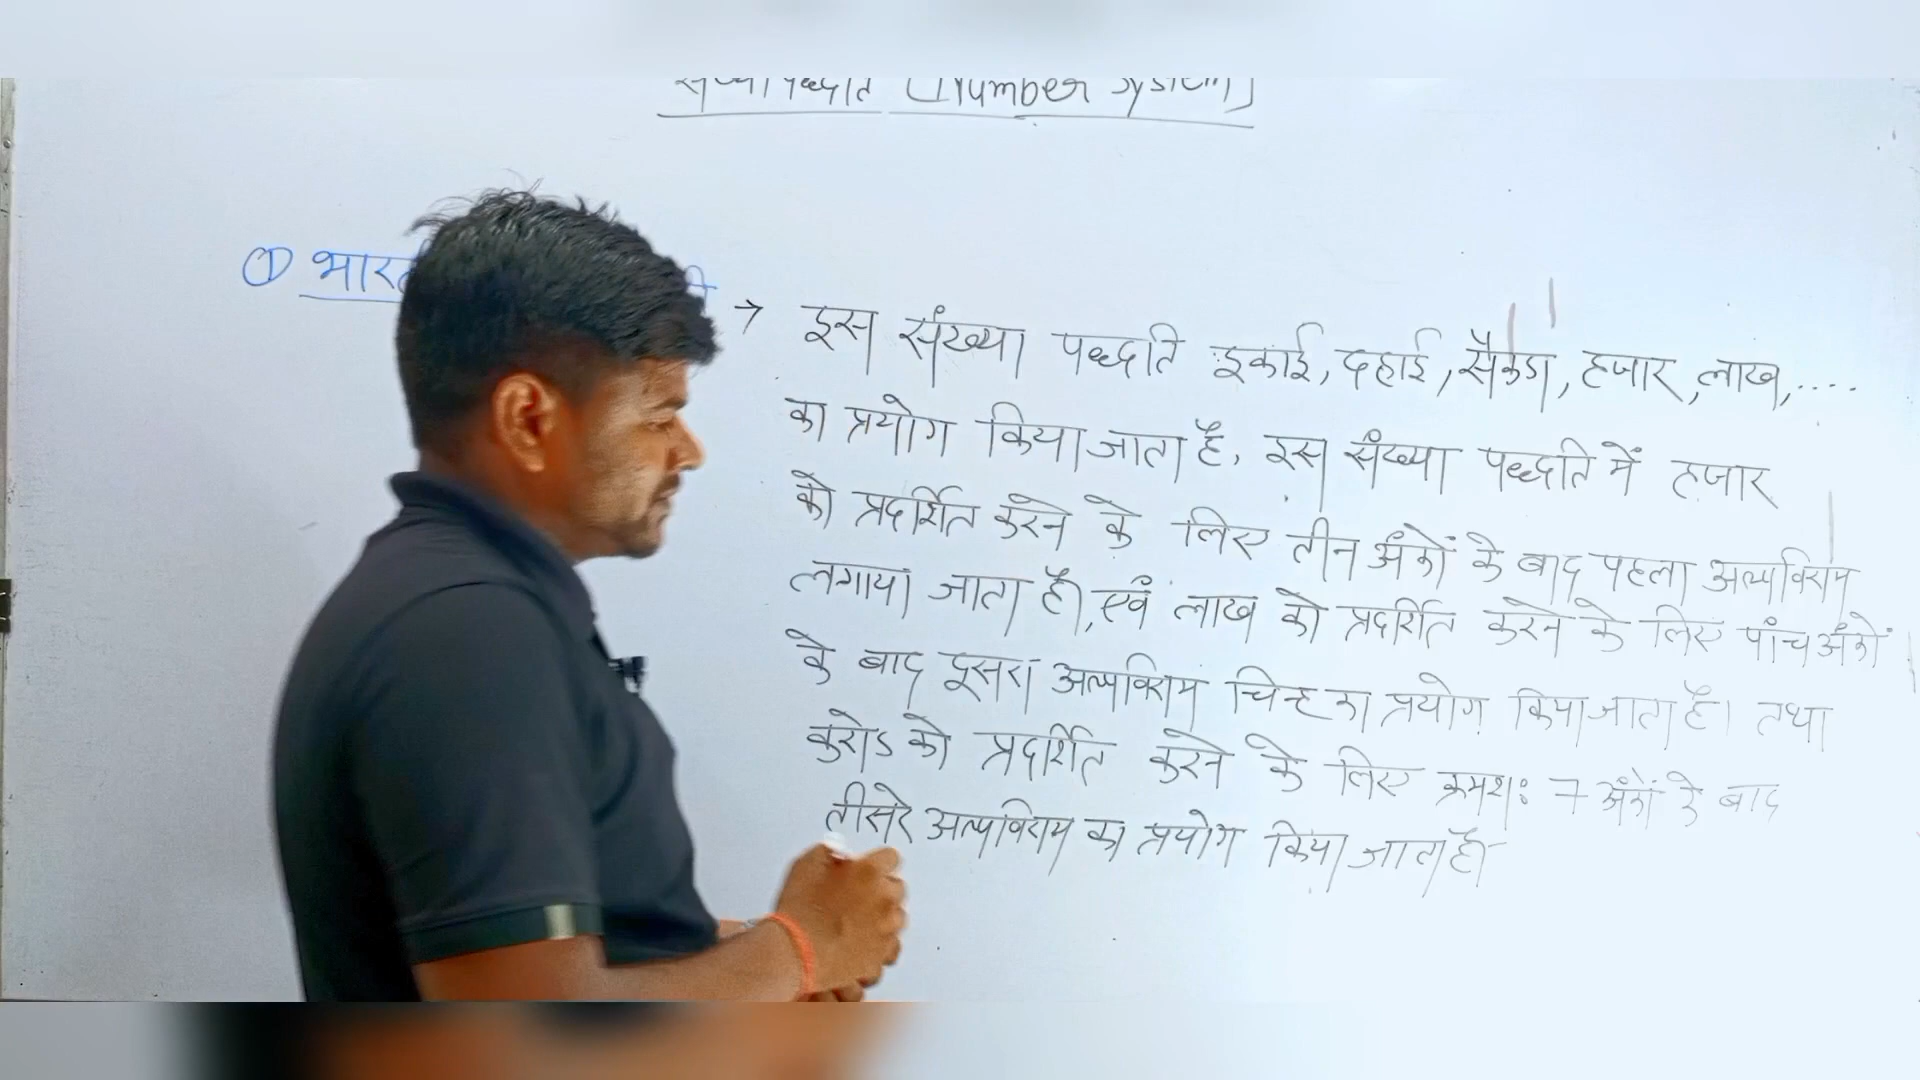 संख्या पद्धति (Number System)
① भारत
→ इस संख्या पद्धति इकाई, दहाई, सैकडा, हजार, लाख, ....
का प्रयोग किया जाता है, इस संख्या पद्धति में हजार
को प्रदर्शित करने के लिए तीन अंकों के बाद पहला अल्पविराम
लगाया जाता है, एवं लाख को प्रदर्शित करने के लिए पांच अंकों
के बाद दूसरा अल्पविराम चिन्ह का प्रयोग किया जाता है। तथा
करोड को प्रदर्शित करने के लिए क्रमश: 7 अंकों के बाद
तीसरे अल्पविराम का प्रयोग किया जाता है।